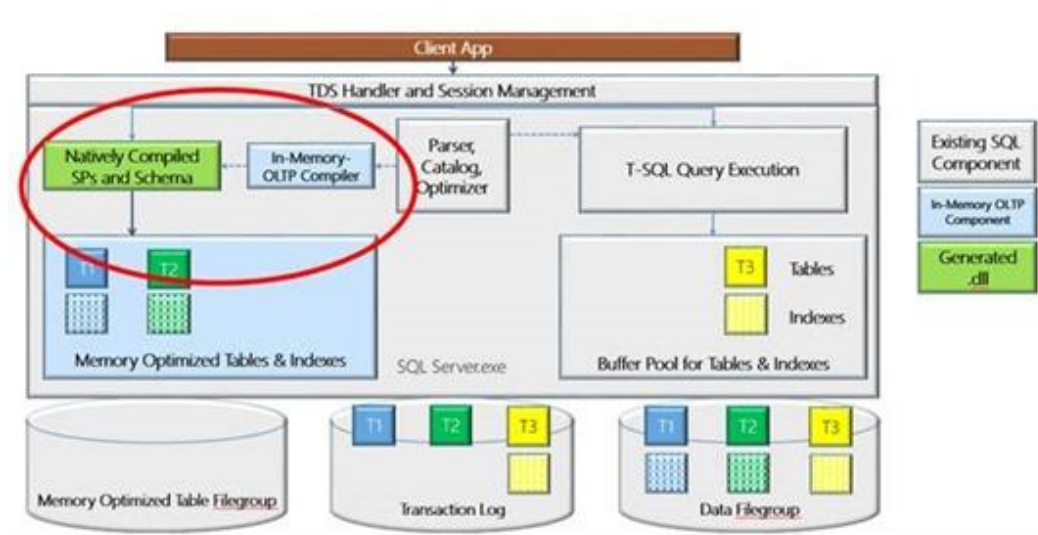 Client App
TDS Handler and Session Management
Natively Compiled
SPs and Schema
In-Memory-
OLTP Compiler
Parser,
Catalog,
Optimizer
T-SQL Query Execution
Existing SQL
Component
In-Memory OLTP
Component
Generated
.dll
T1
T2
T3
Tables
Indexes
Memory Optimized Tables & Indexes
SQL Server.exe
Buffer Pool for Tables & Indexes
T1
T2
T3
T1
T2
T3
Memory Optimized Table Filegroup
Transaction Log
Data Filegroup